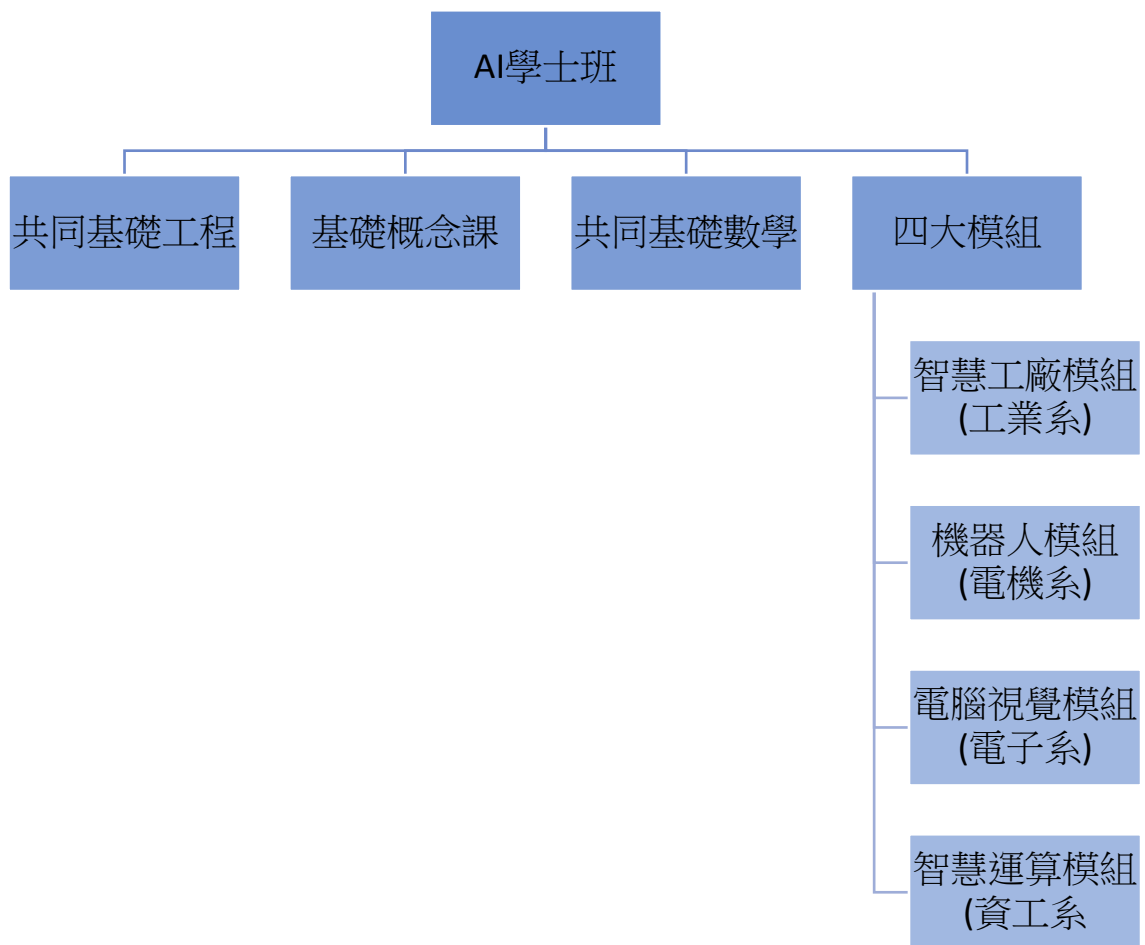 AI學士班
共同基礎工程
基礎概念課
共同基礎數學
四大模組
智慧工廠模組
(工業系)
機器人模組
(電機系)
電腦視覺模組
(電子系)
智慧運算模組
(資工系